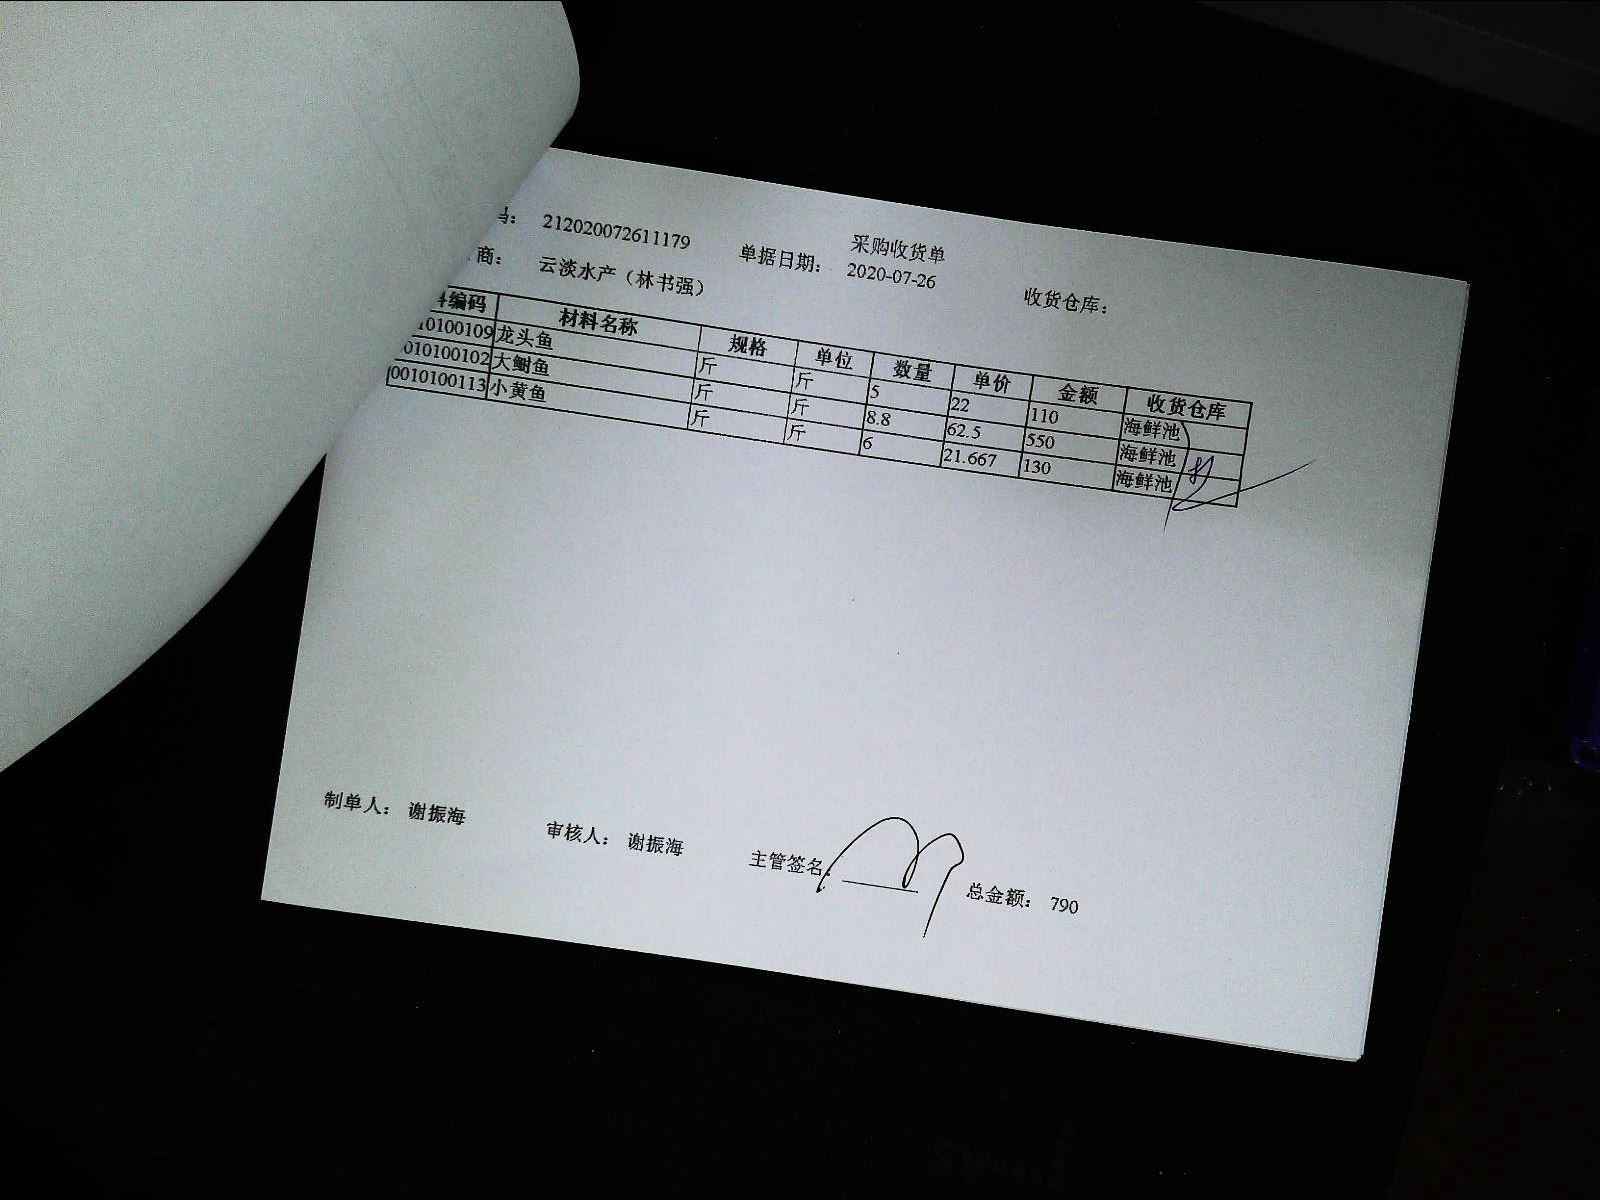 采购收货单
码： 212020072611179 单据日期： 2020-07-26 收货仓库：
商： 云淡水产（林书强）
编码 材料名称 规格 单位 数量 单价 金额 收货仓库
10100109 龙头鱼 斤 斤 5 22 110 海鲜池
010100102 大鲥鱼 斤 斤 8.8 62.5 550 海鲜池
0010100113 小黄鱼 斤 斤 6 21.667 130 海鲜池
制单人： 谢振海 审核人： 谢振海 主管签名: 总金额： 790